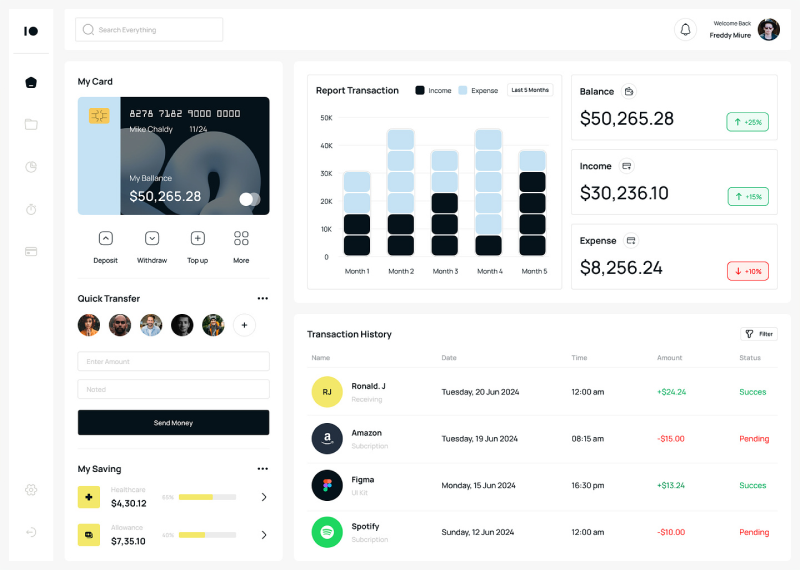 IO
Search Everything
Welcome Back
Freddy Miure
My Card
8278 7182 9000 0000
Mike Chaldy 11/24
My Ballance
$50,265.28
Deposit Withdraw Top up More
Quick Transfer
Enter Amount
Noted
Send Money
My Saving
Healthcare
$4,30.12
65%
Allowance
$7,35.10
40%
Report Transaction Income Expense Last 5 Months
50K
40K
30K
20K
10K
0
Month 1 Month 2 Month 3 Month 4 Month 5
Balance
$50,265.28 +25%
Income
$30,236.10 +15%
Expense
$8,256.24 +10%
Transaction History Filter
Name Date Time Amount Status
RJ Ronald. J Tuesday, 20 Jun 2024 12:00 am +$24.24 Succes
Receiving
a Amazon Tuesday, 19 Jun 2024 08:15 am -$15.00 Pending
Subcription
Figma Monday, 15 Jun 2024 16:30 pm +$13.24 Succes
UI Kit
Spotify Sunday, 12 Jun 2024 12:00 am -$10.00 Pending
Subcription